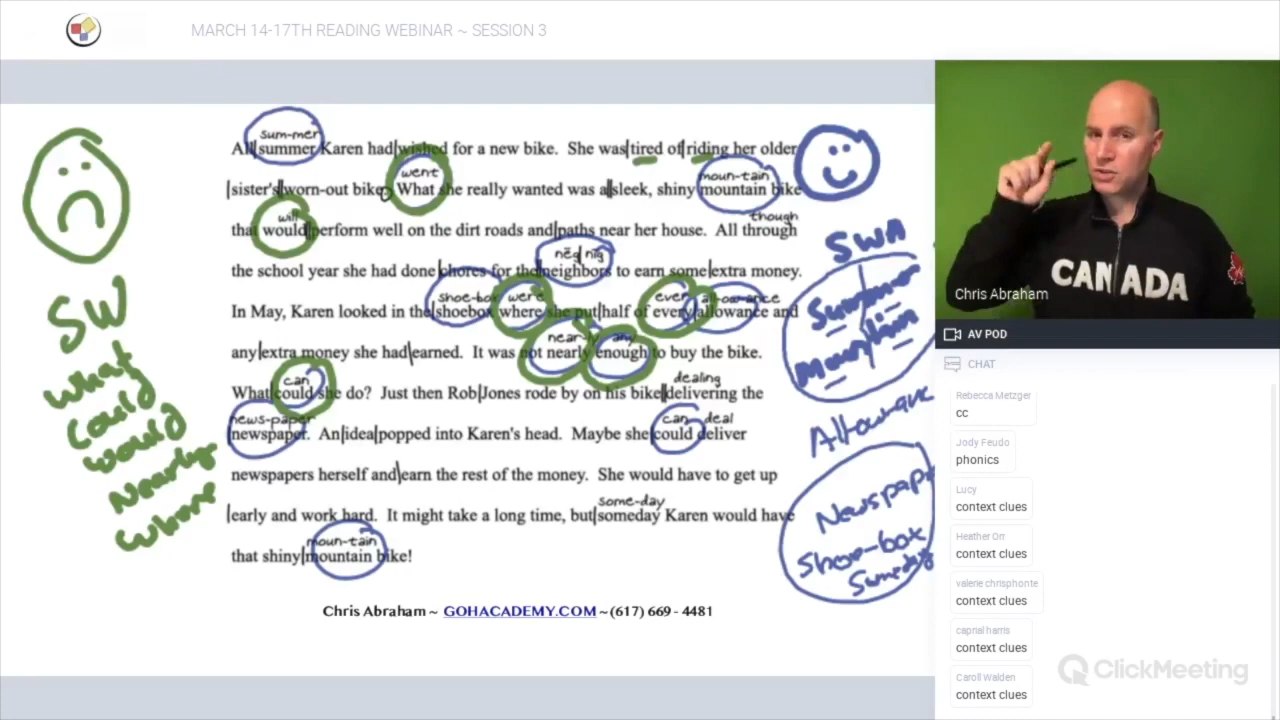 MARCH 14-17TH READING WEBINAR ~ SESSION 3
sum-mer
All summer Karen had wished for a new bike. She was tired of riding her older
went moun-tain
sister's worn-out bike. What she really wanted was a sleek, shiny mountain bike
will though
that would perform well on the dirt roads and paths near her house. All through
nēg nīg
the school year she had done chores for the neighbors to earn some extra money.
shoe-box were ever al-ow-ance
In May, Karen looked in the shoebox where she put half of every allowance and
near-ly any
any extra money she had earned. It was not nearly enough to buy the bike.
can dealing
What could she do? Just then Rob Jones rode by on his bike delivering the
news-paper can deal
newspaper. An idea popped into Karen's head. Maybe she could deliver
newspapers herself and earn the rest of the money. She would have to get up
some-day
early and work hard. It might take a long time, but someday Karen would have
moun-tain
that shiny mountain bike!
SW
What
Could
would
Nearly
Where
SWA
Summer
Allowance
Newspaper
Shoe-box
Someday
Chris Abraham ~ GOHACADEMY.COM ~ (617) 669 - 4481
CANADA
Chris Abraham
AV POD
CHAT
Rebecca Metzger
cc
Jody Feudo
phonics
Lucy
context clues
Heather Orr
context clues
valerie chrisphonte
context clues
caprial harris
context clues
Caroll Walden
context clues
ClickMeeting